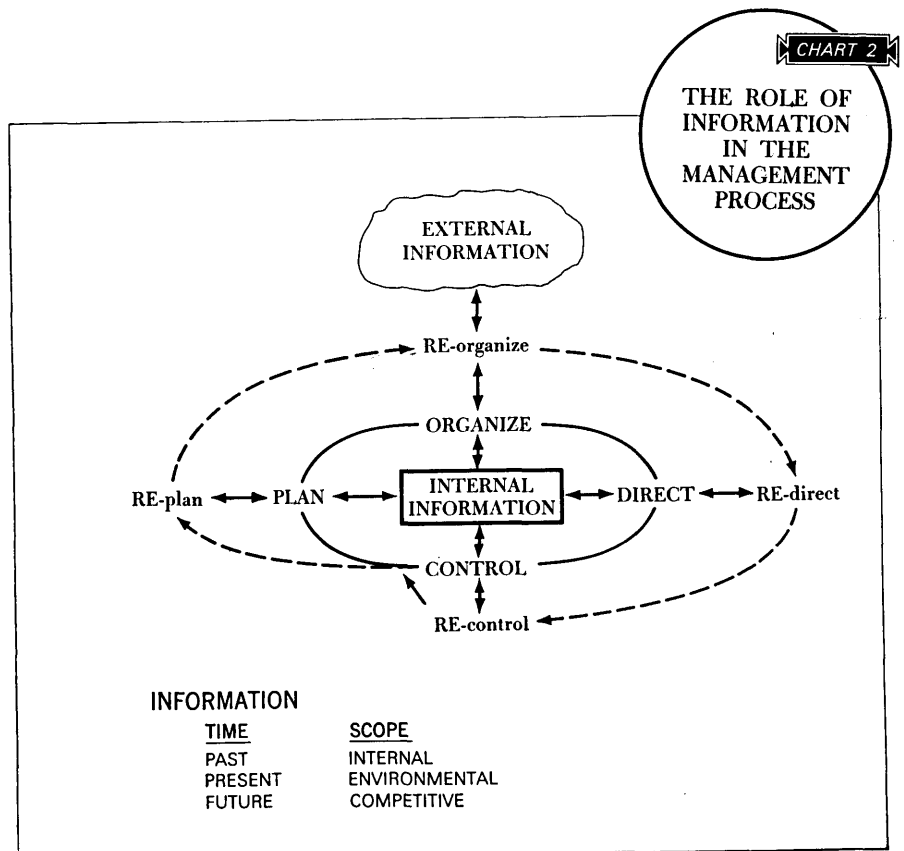 CHART 2
THE ROLE OF
INFORMATION
IN THE
MANAGEMENT
PROCESS
EXTERNAL
INFORMATION
RE-organize
ORGANIZE
RE-plan PLAN INTERNAL INFORMATION DIRECT RE-direct
CONTROL
RE-control
INFORMATION
TIME SCOPE
PAST INTERNAL
PRESENT ENVIRONMENTAL
FUTURE COMPETITIVE